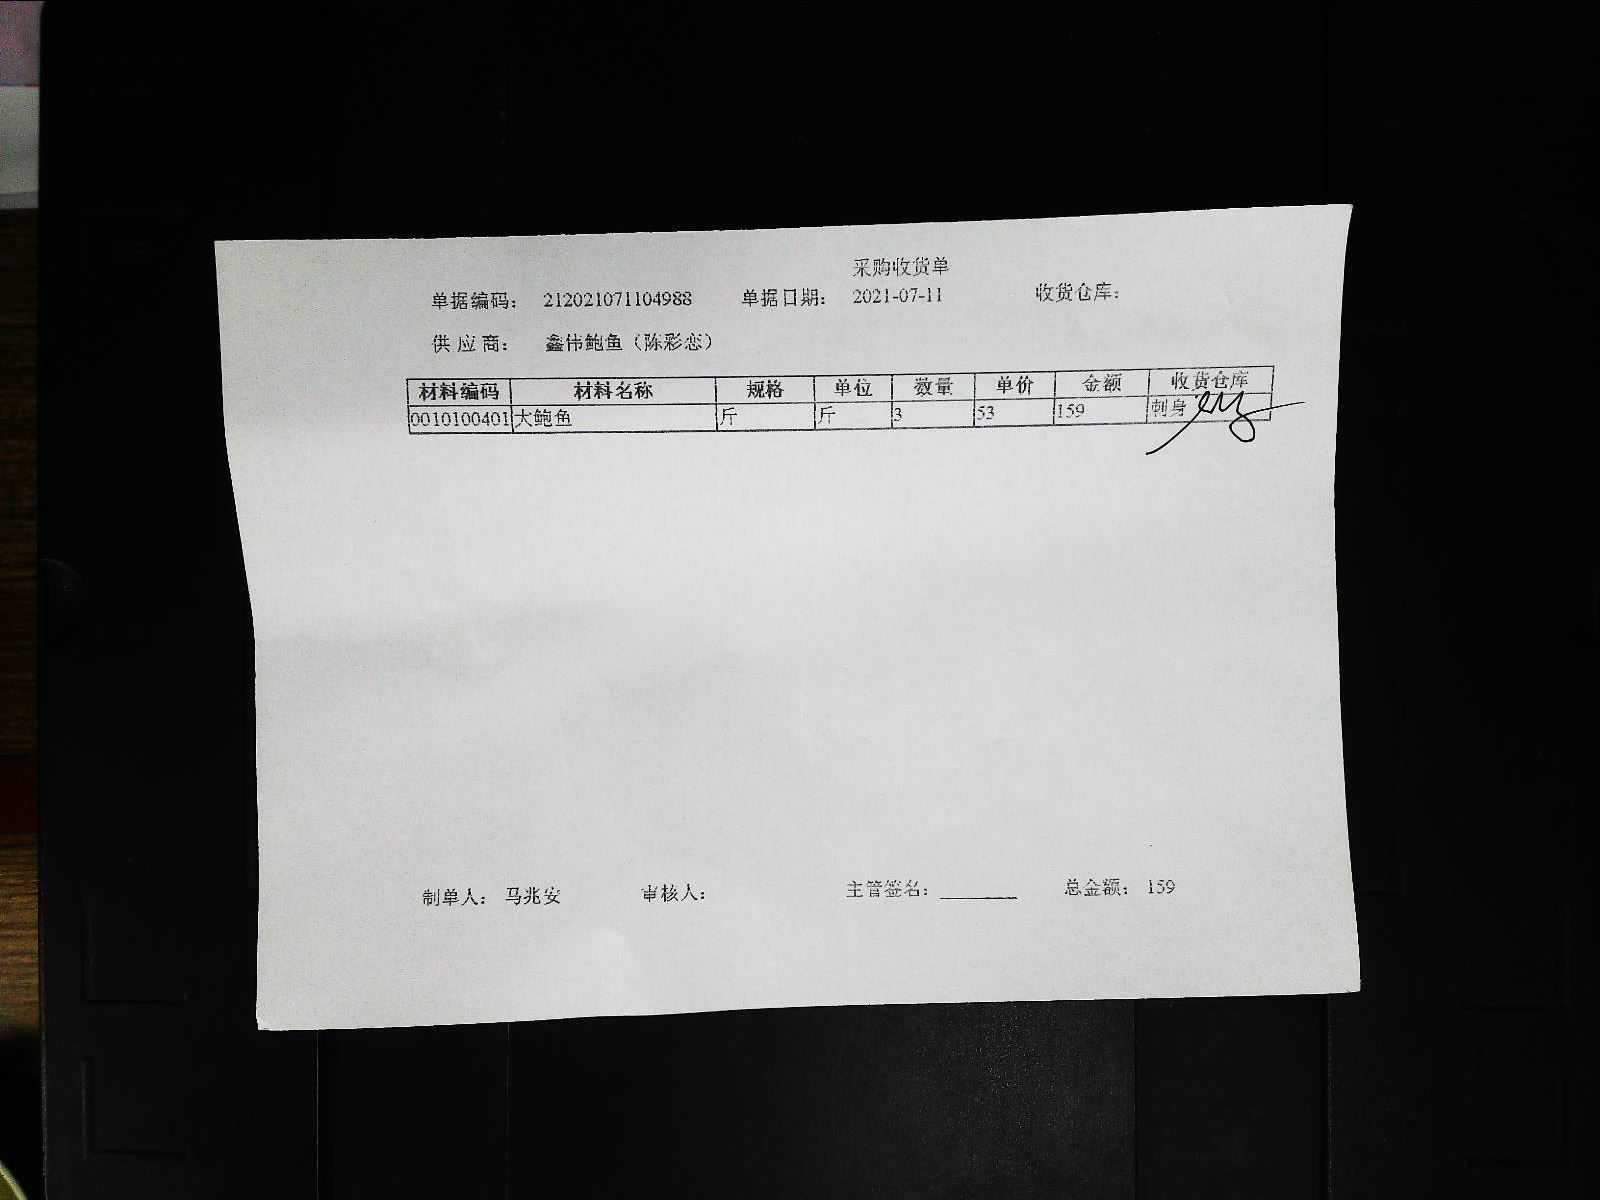 采购收货单
单据编码： 212021071104988 单据日期： 2021-07-11 收货仓库：
供 应 商： 鑫伟鲍鱼（陈彩恋）
材料编码 材料名称 规格 单位 数量 单价 金额 收货仓库
0010100401 大鲍鱼 斤 斤 3 53 159 刺身
制单人： 马兆安 审核人： 主管签名：______ 总金额： 159